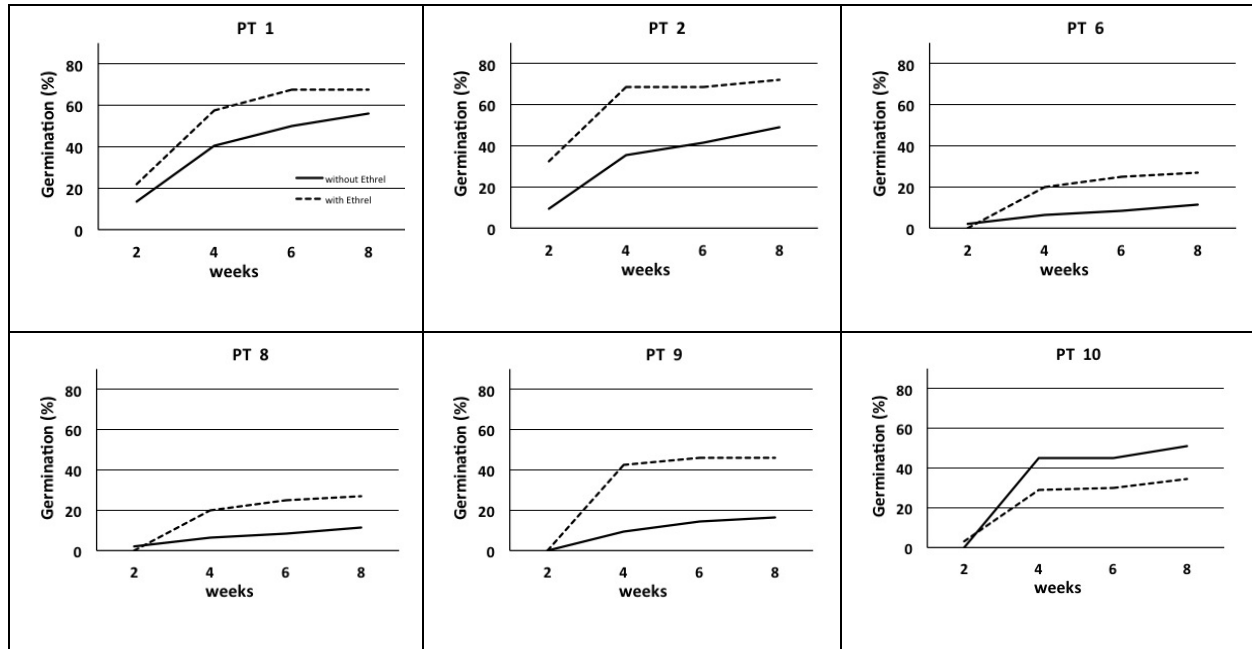 PT 1
Germination (%)
80
60
40
20
0
without Ethrel
with Ethrel
2 4 6 8
weeks
PT 2
Germination (%)
80
60
40
20
0
2 4 6 8
weeks
PT 6
Germination (%)
80
60
40
20
0
2 4 6 8
weeks
PT 8
Germination (%)
80
60
40
20
0
2 4 6 8
weeks
PT 9
Germination (%)
80
60
40
20
0
2 4 6 8
weeks
PT 10
Germination (%)
80
60
40
20
0
2 4 6 8
weeks